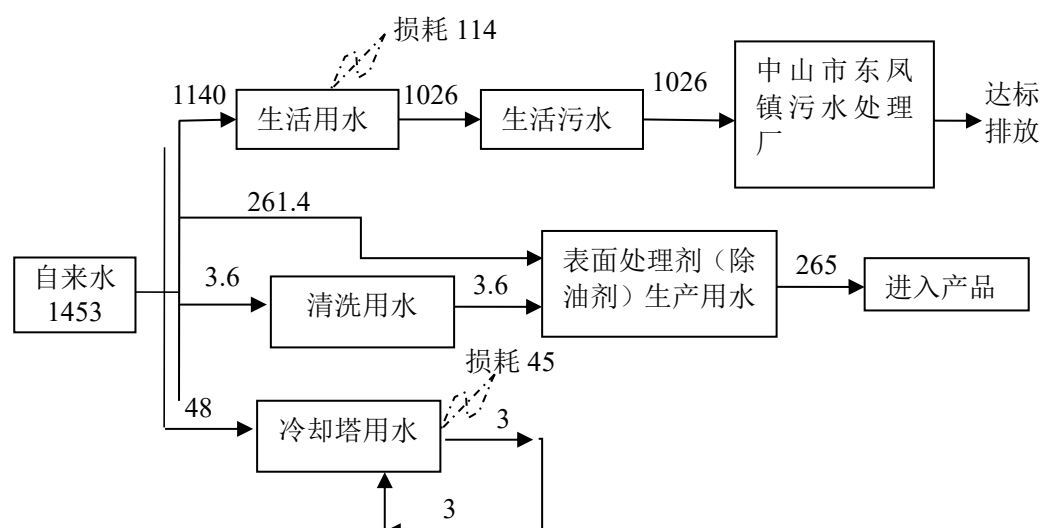 损耗 114
1140
生活用水
1026
生活污水
1026
中山市东凤
镇污水处理
厂
达标
排放
261.4
自来水
1453
3.6
清洗用水
3.6
表面处理剂（除
油剂）生产用水
265
进入产品
损耗 45
48
冷却塔用水
3
3